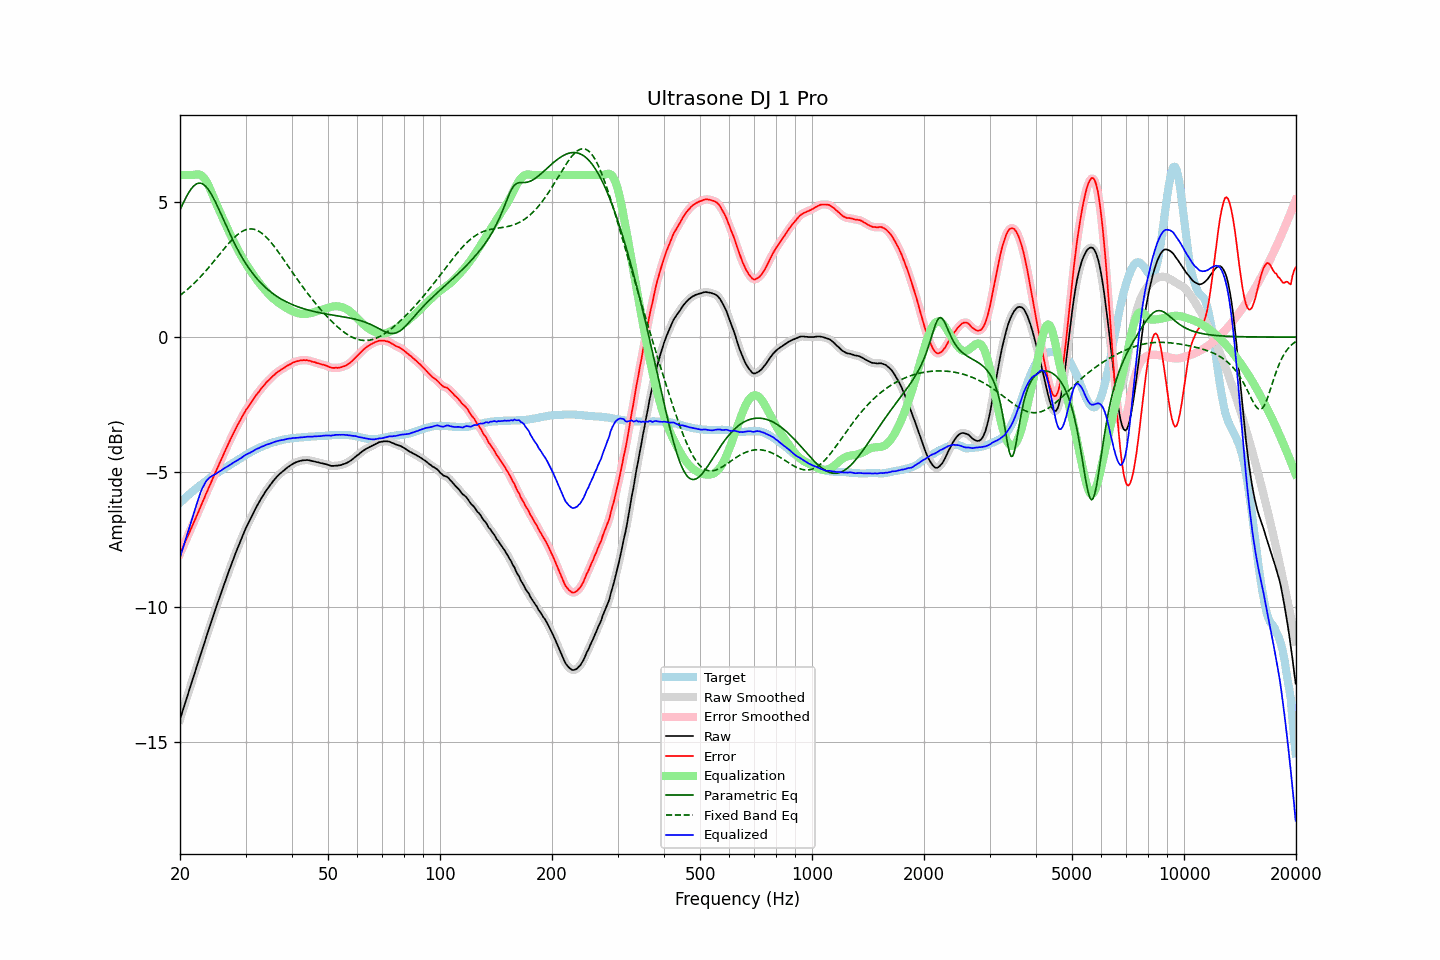 Ultrasone DJ 1 Pro
Amplitude (dBr)
5
0
−5
−10
−15
20
50
100
200
500
1000
2000
5000
10000
20000
Frequency (Hz)
Target
Raw Smoothed
Error Smoothed
Raw
Error
Equalization
Parametric Eq
Fixed Band Eq
Equalized